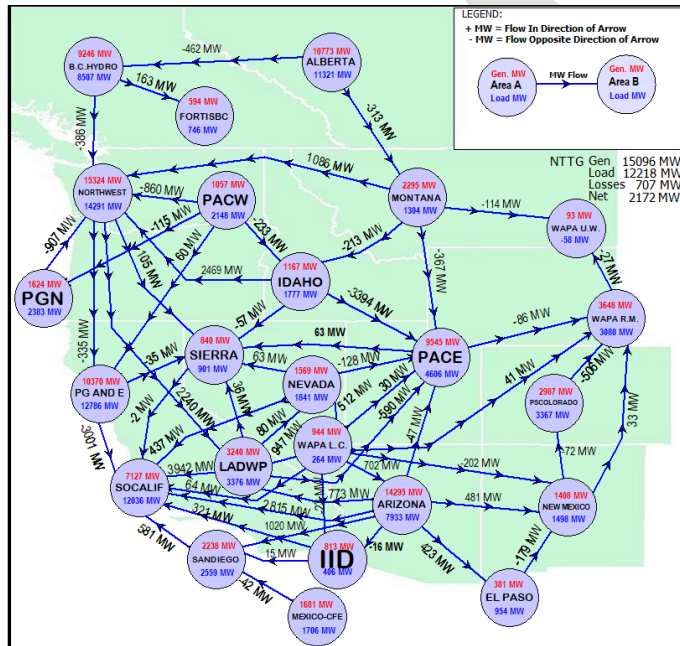 LEGEND:
+ MW = Flow In Direction of Arrow
- MW = Flow Opposite Direction of Arrow
Gen. MW
Area A
Load MW
MW Flow
Gen. MW
Area B
Load MW
NTTG Gen 15096 MW
Load 12218 MW
Losses 707 MW
Net 2172 MW
9246 MW
B.C.HYDRO
8507 MW
-462 MW
10773 MW
ALBERTA
11321 MW
163 MW
594 MW
FORTISBC
746 MW
-386 MW
-313 MW
1086 MW
15324 MW
NORTHWEST
14291 MW
-860 MW
1057 MW
PACW
2148 MW
2295 MW
MONTANA
1304 MW
-114 MW
93 MW
WAPA U.W.
-58 MW
-907 MW
-115 MW
60 MW
-233 MW
-213 MW
-367 MW
-105 MW
2469 MW
-27 MW
1624 MW
PGN
2383 MW
1167 MW
IDAHO
1777 MW
-3394 MW
-57 MW
3648 MW
WAPA R.M.
3080 MW
-86 MW
-335 MW
-35 MW
840 MW
SIERRA
901 MW
63 MW
9545 MW
PACE
4606 MW
63 MW
-128 MW
1569 MW
NEVADA
1841 MW
10370 MW
PG AND E
12786 MW
-2 MW
2240 MW
36 MW
512 MW
30 MW
-590 MW
41 MW
-506 MW
2987 MW
PSCOLORADO
3367 MW
33 MW
-3001 MW
437 MW
80 MW
947 MW
944 MW
WAPA L.C.
264 MW
-47 MW
-72 MW
3240 MW
LADWP
3376 MW
3942 MW
702 MW
-202 MW
7127 MW
SOCALIF
12036 MW
64 MW
773 MW
14295 MW
ARIZONA
7933 MW
481 MW
1408 MW
NEW MEXICO
1498 MW
2,815 MW
321 MW
1020 MW
581 MW
2238 MW
SANDIEGO
2559 MW
15 MW
813 MW
IID
406 MW
-16 MW
423 MW
-179 MW
381 MW
EL PASO
954 MW
1681 MW
MEXICO-CFE
1706 MW